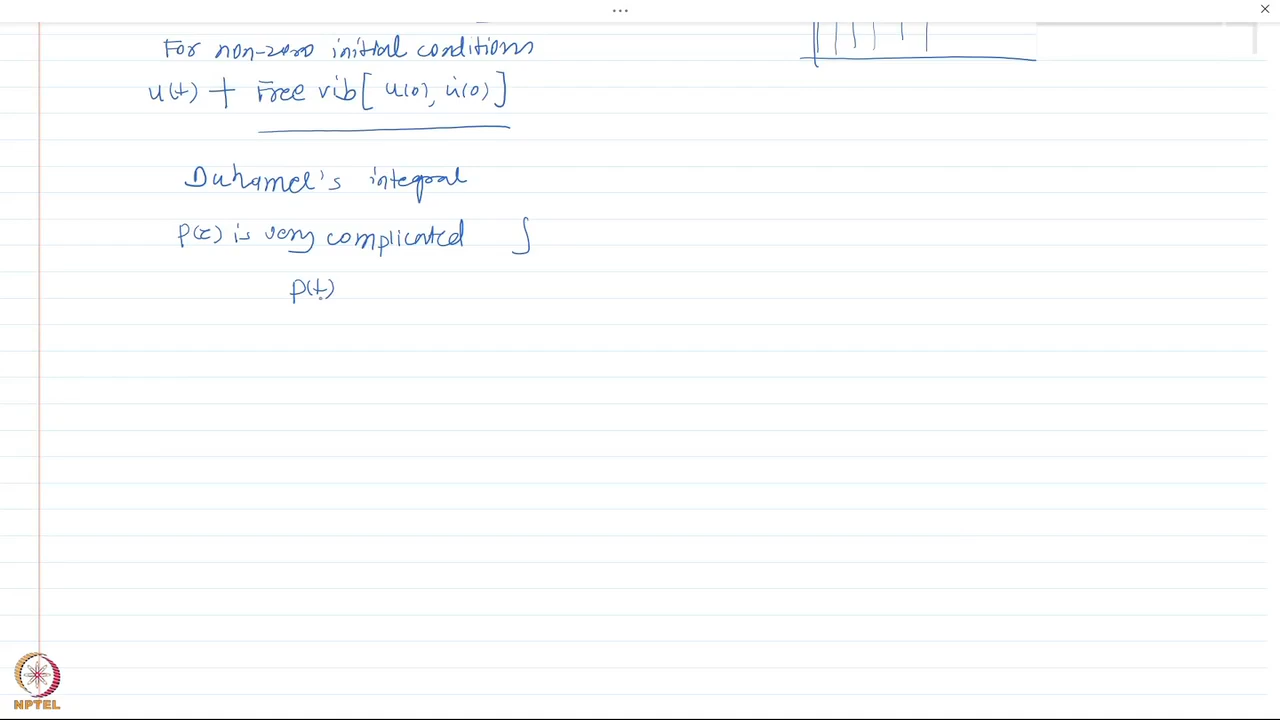 For non-zero initial conditions
u(t) + Free vib[ u(0), u̇(0) ]
Duhamel's integral
P(τ) is very complicated ∫
P(t)
NPTEL